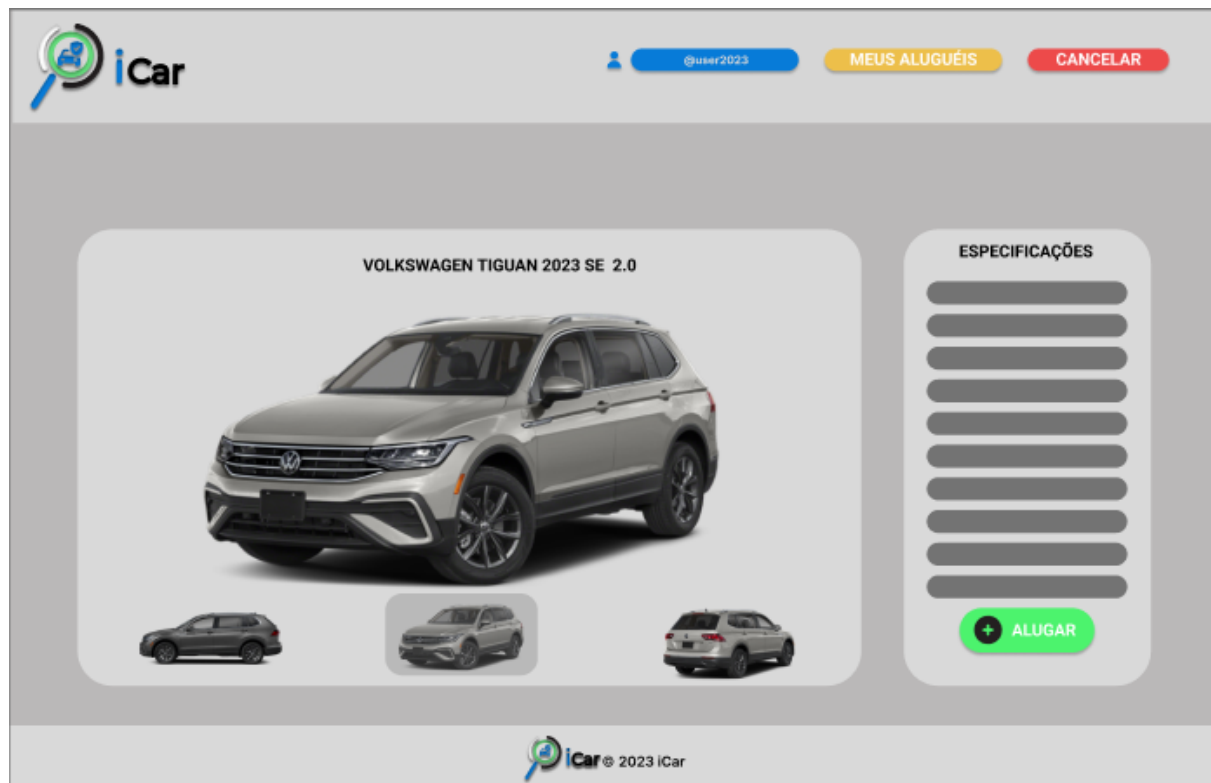 iCar
@user2023
MEUS ALUGUÉIS
CANCELAR
VOLKSWAGEN TIGUAN 2023 SE 2.0
ESPECIFICAÇÕES
ALUGAR
iCar © 2023 iCar